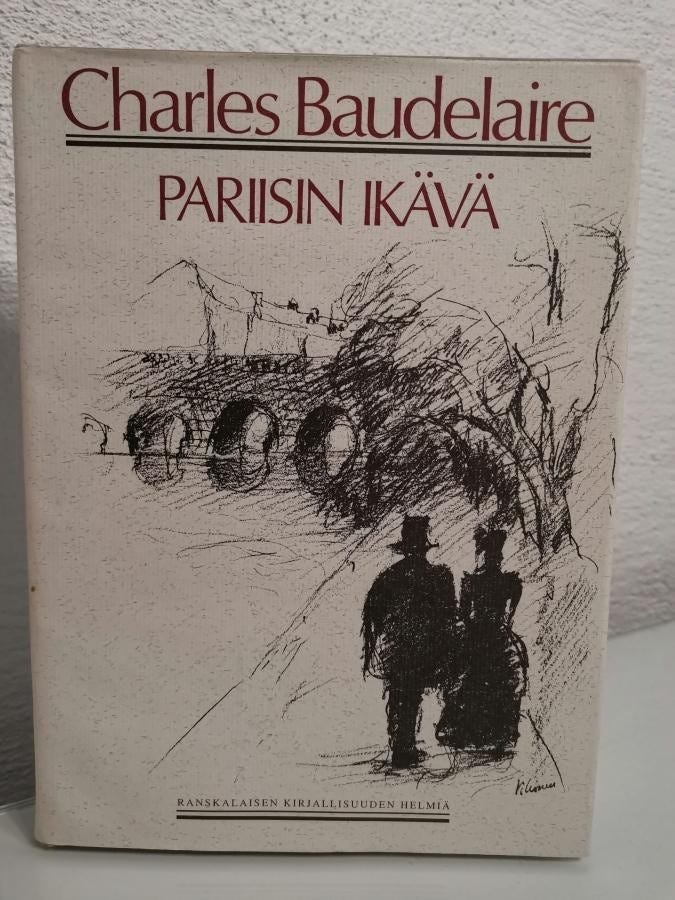 Charles Baudelaire
PARIISIN IKÄVÄ
RANSKALAISEN KIRJALLISUUDEN HELMIÄ